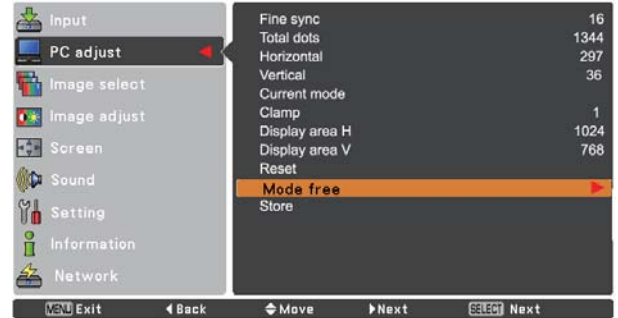 Input
PC adjust
Image select
Image adjust
Screen
Sound
Setting
Information
Network
Fine sync 16
Total dots 1344
Horizontal 297
Vertical 36
Current mode
Clamp 1
Display area H 1024
Display area V 768
Reset
Mode free
Store
MENU Exit Back Move Next SELECT Next